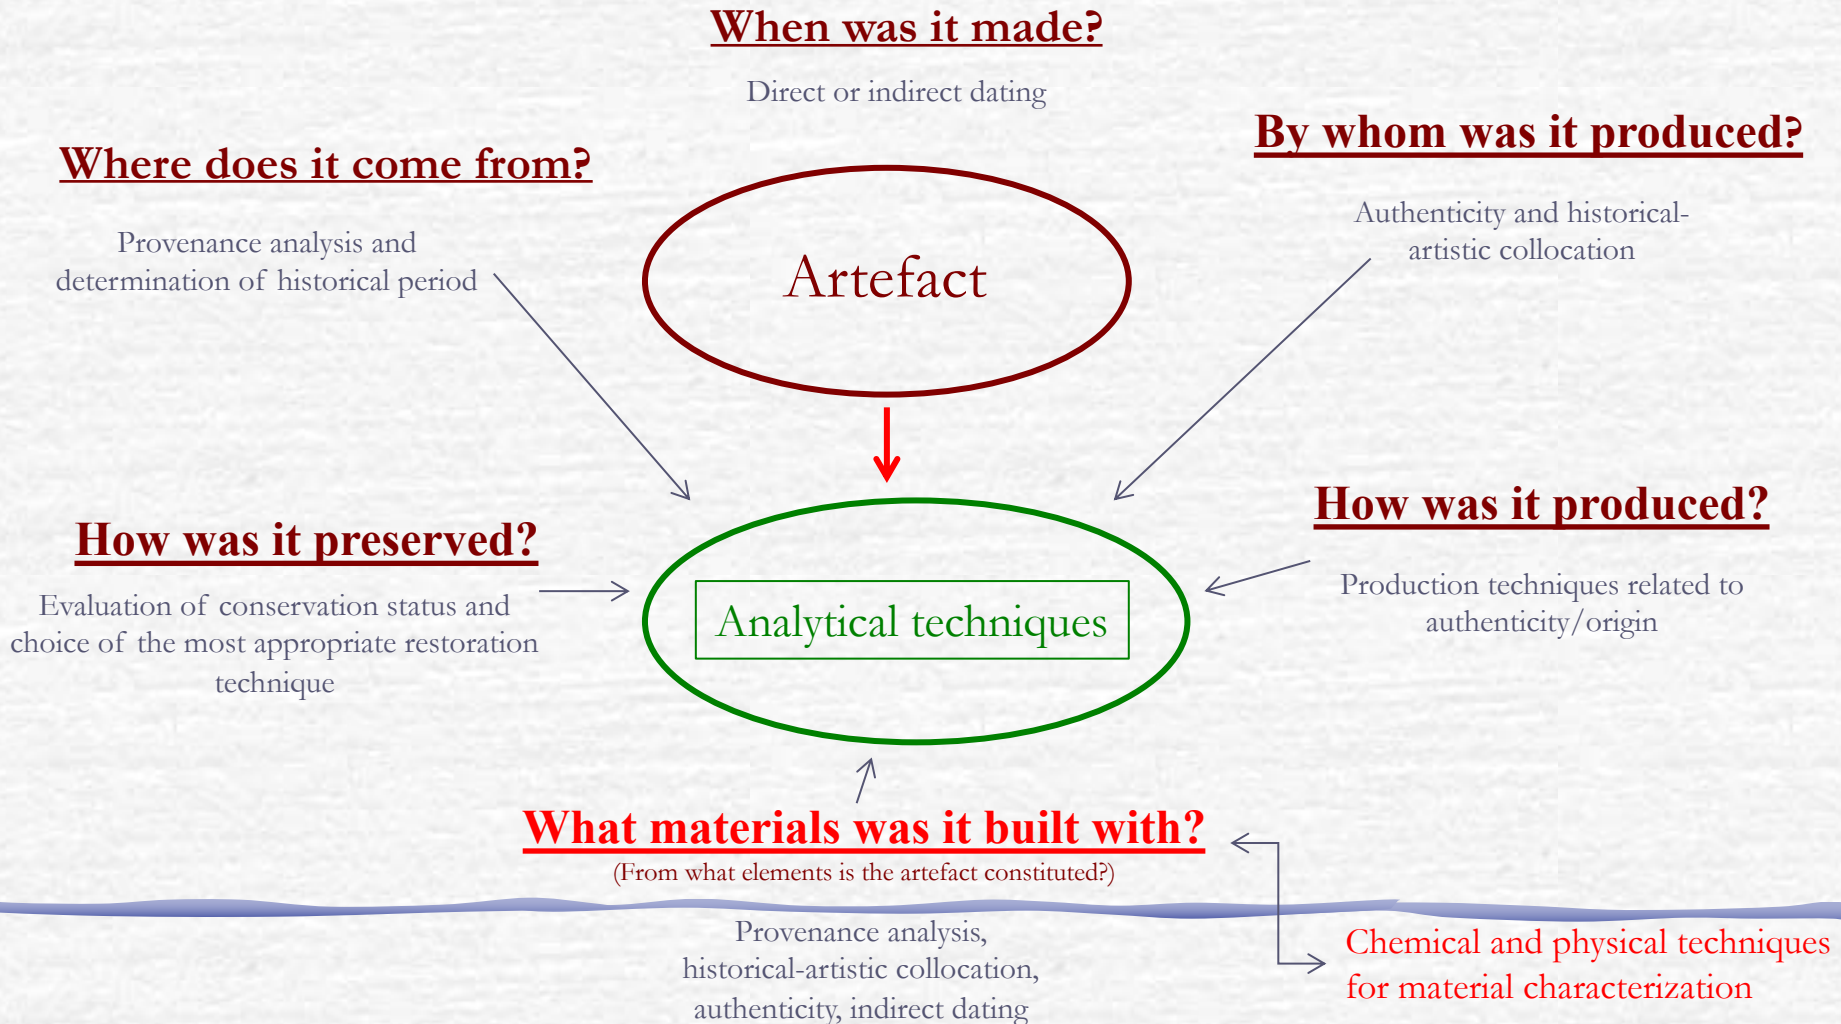 When was it made?
Direct or indirect dating
Where does it come from?
Provenance analysis and
determination of historical period
By whom was it produced?
Authenticity and historical-
artistic collocation
Artefact
How was it preserved?
Evaluation of conservation status and
choice of the most appropriate restoration
technique
Analytical techniques
How was it produced?
Production techniques related to
authenticity/origin
What materials was it built with?
(From what elements is the artefact constituted?)
Provenance analysis,
historical-artistic collocation,
authenticity, indirect dating
Chemical and physical techniques
for material characterization